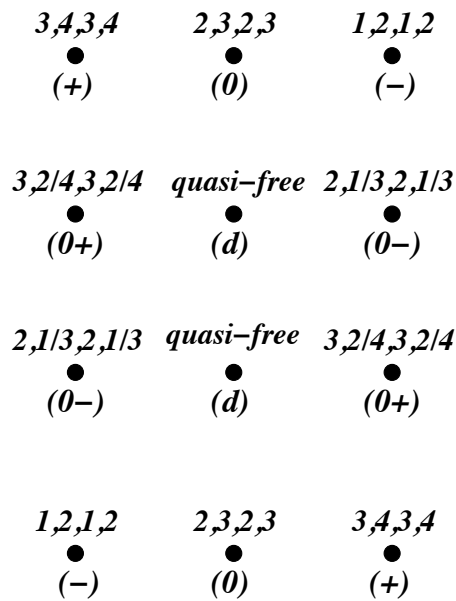 3,4,3,4 2,3,2,3 1,2,1,2
(+) (0) (−)
3,2/4,3,2/4 quasi−free 2,1/3,2,1/3
(0+) (d) (0−)
2,1/3,2,1/3 quasi−free 3,2/4,3,2/4
(0−) (d) (0+)
1,2,1,2 2,3,2,3 3,4,3,4
(−) (0) (+)